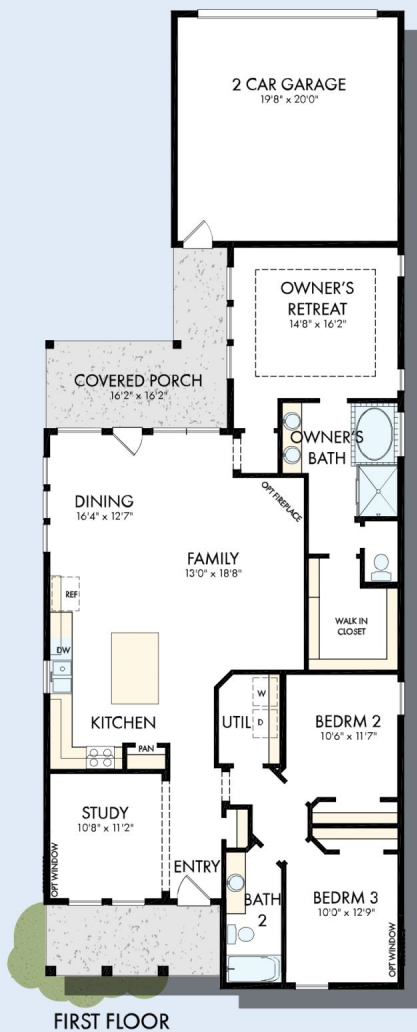 2 CAR GARAGE
19'8" x 20'0"
OWNER'S
RETREAT
14'8" x 16'2"
COVERED PORCH
16'2" x 16'2"
OWNER'S
BATH
OPT FIREPLACE
DINING
16'4" x 12'7"
FAMILY
13'0" x 18'8"
REF
WALK IN
CLOSET
DW
W
D
UTIL
KITCHEN
PAN
BEDRM 2
10'6" x 11'7"
STUDY
10'8" x 11'2"
OPT WINDOW
ENTRY
BATH
2
BEDRM 3
10'0" x 12'9"
OPT WINDOW
FIRST FLOOR